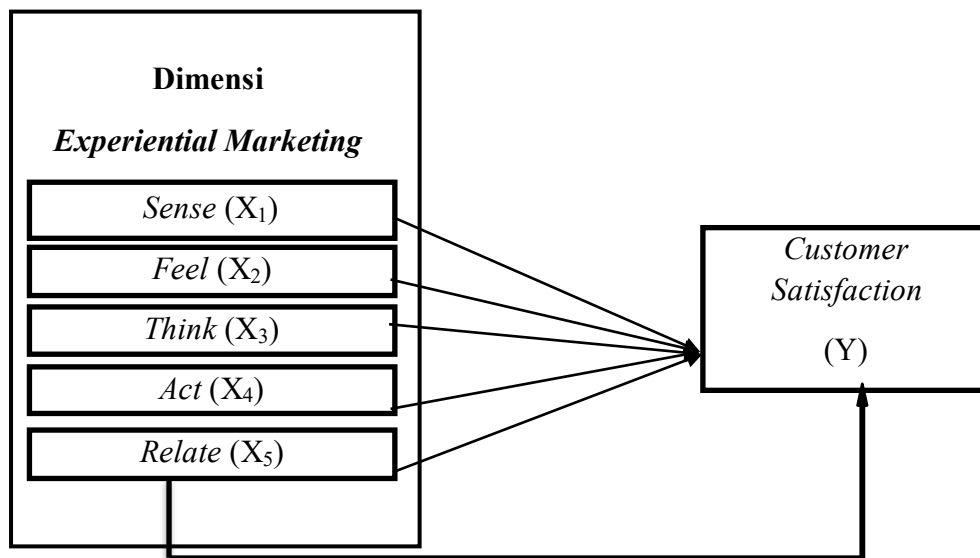 Dimensi
Experiential Marketing
Sense (X₁)
Feel (X₂)
Think (X₃)
Act (X₄)
Relate (X₅)
Customer
Satisfaction
(Y)